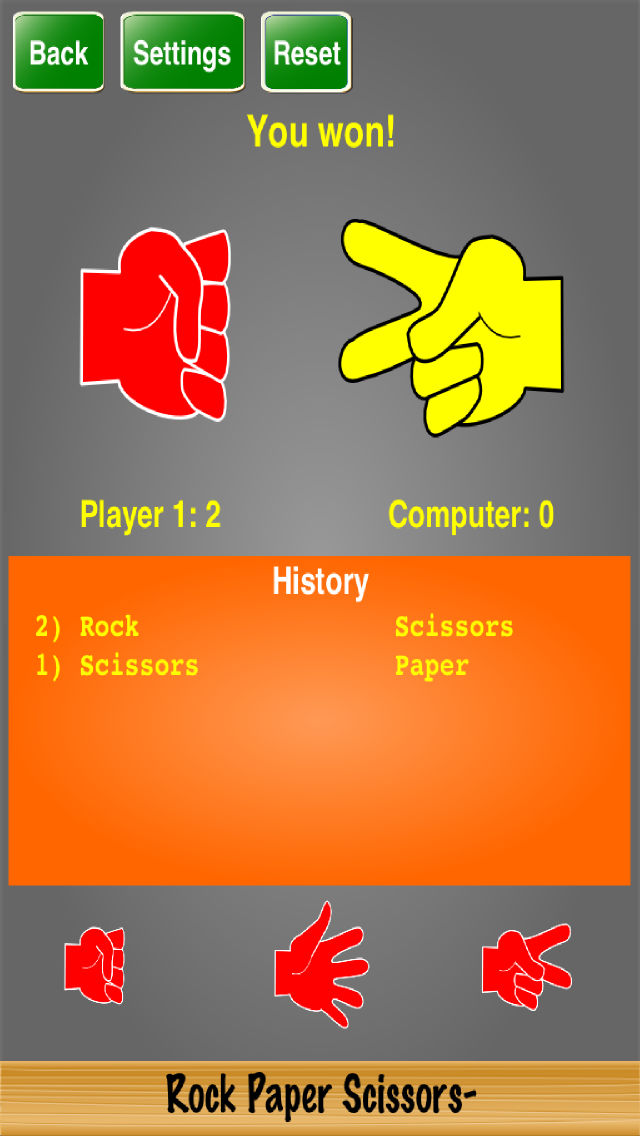 Back Settings Reset
You won!
Player 1: 2 Computer: 0
History
2) Rock Scissors
1) Scissors Paper
Rock Paper Scissors-